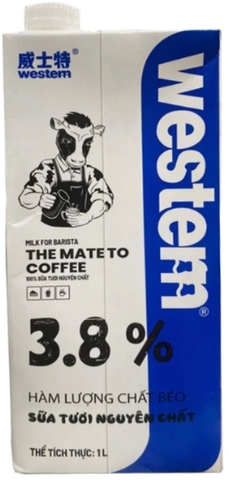 威士特®
western
western®
MILK FOR BARISTA
THE MATE TO
COFFEE
100% SỮA TƯƠI NGUYÊN CHẤT
3.8 %
HÀM LƯỢNG CHẤT BÉO
SỮA TƯƠI NGUYÊN CHẤT
THỂ TÍCH THỰC: 1L